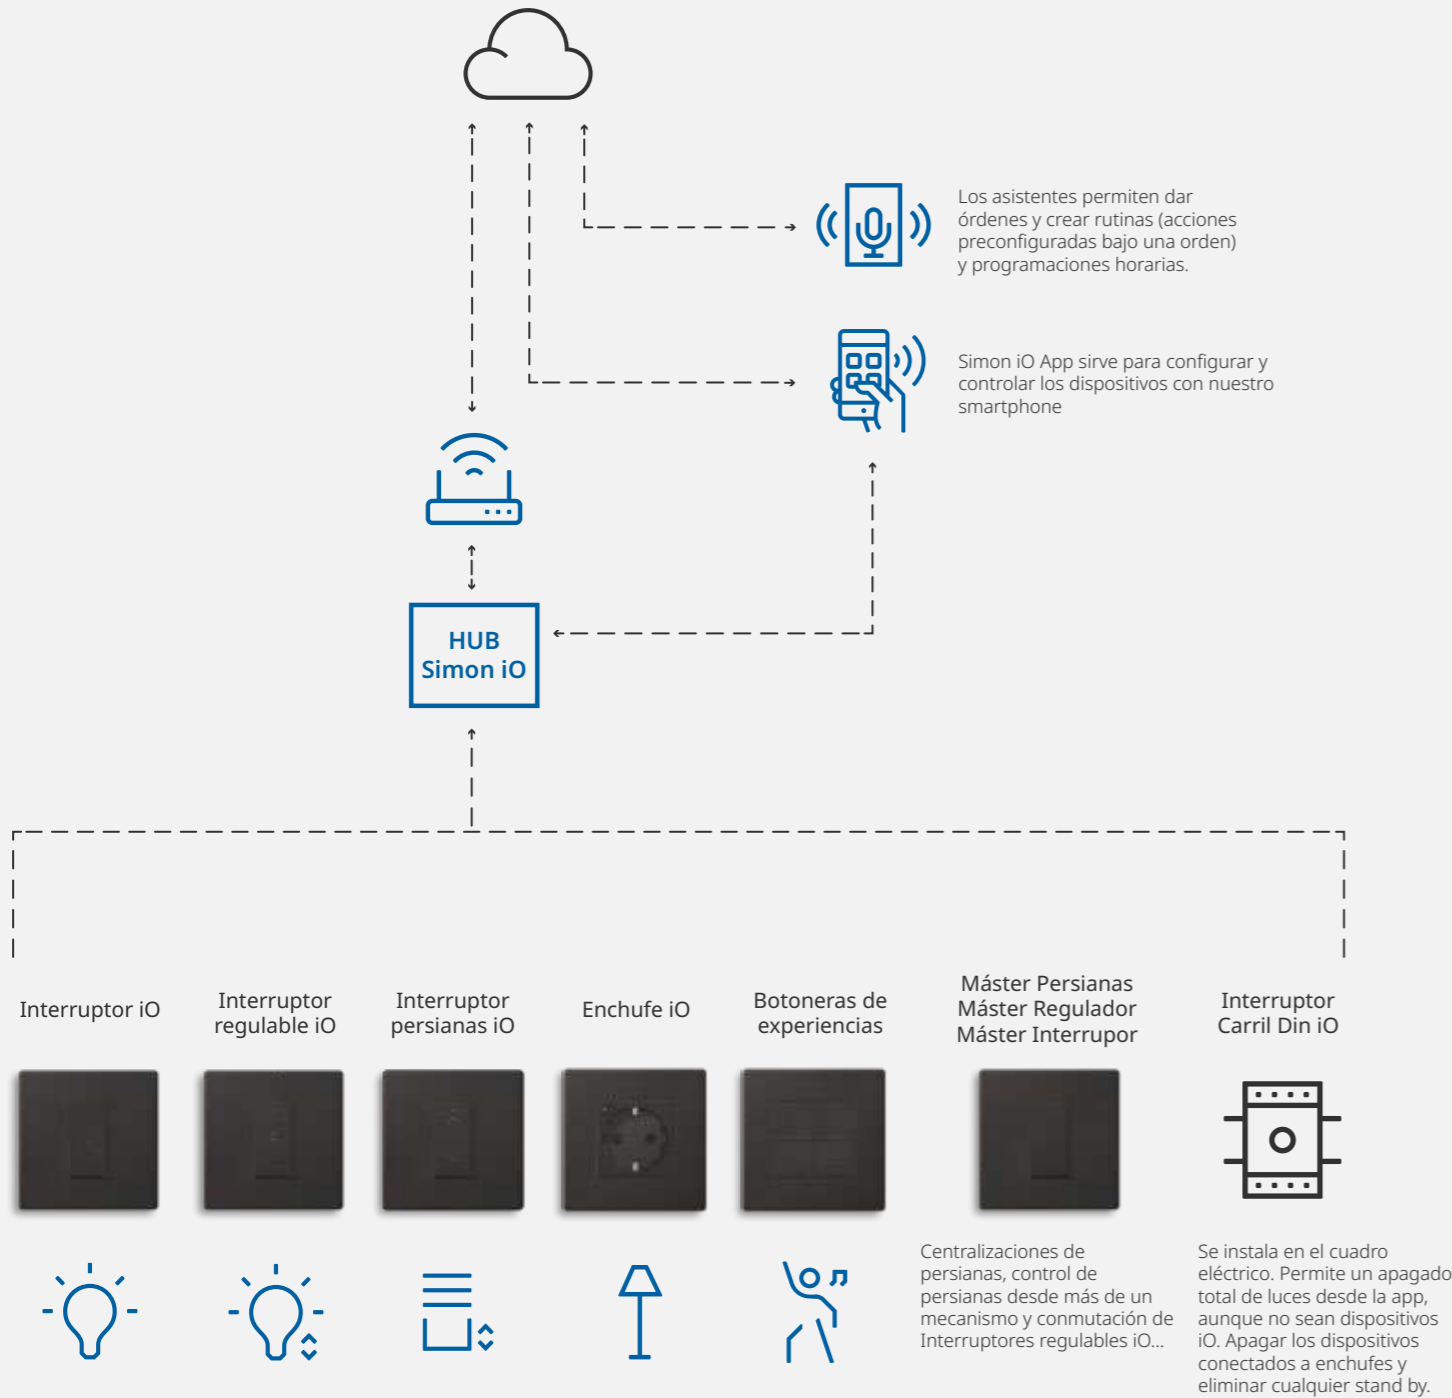 Los asistentes permiten dar
órdenes y crear rutinas (acciones
preconfiguradas bajo una orden)
y programaciones horarias.
Simon iO App sirve para configurar y
controlar los dispositivos con nuestro
smartphone
HUB
Simon iO
Interruptor iO
Interruptor
regulable iO
Interruptor
persianas iO
Enchufe iO
Botoneras de
experiencias
Máster Persianas
Máster Regulador
Máster Interrupor
Interruptor
Carril Din iO
Centralizaciones de
persianas, control de
persianas desde más de un
mecanismo y conmutación de
Interruptores regulables iO...
Se instala en el cuadro
eléctrico. Permite un apagado
total de luces desde la app,
aunque no sean dispositivos
iO. Apagar los dispositivos
conectados a enchufes y
eliminar cualquier stand by.